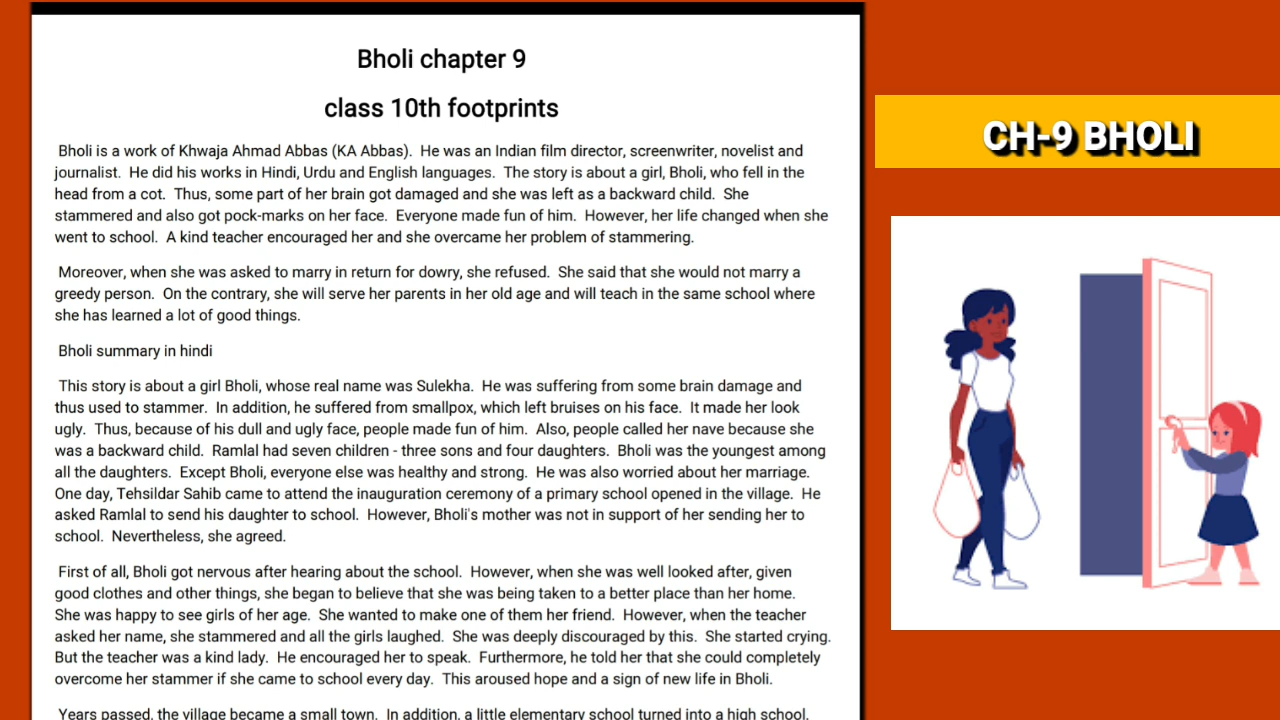 Bholi chapter 9
class 10th footprints
Bholi is a work of Khwaja Ahmad Abbas (KA Abbas). He was an Indian film director, screenwriter, novelist and
journalist. He did his works in Hindi, Urdu and English languages. The story is about a girl, Bholi, who fell in the
head from a cot. Thus, some part of her brain got damaged and she was left as a backward child. She
stammered and also got pock-marks on her face. Everyone made fun of him. However, her life changed when she
went to school. A kind teacher encouraged her and she overcame her problem of stammering.
Moreover, when she was asked to marry in return for dowry, she refused. She said that she would not marry a
greedy person. On the contrary, she will serve her parents in her old age and will teach in the same school where
she has learned a lot of good things.
Bholi summary in hindi
This story is about a girl Bholi, whose real name was Sulekha. He was suffering from some brain damage and
thus used to stammer. In addition, he suffered from smallpox, which left bruises on his face. It made her look
ugly. Thus, because of his dull and ugly face, people made fun of him. Also, people called her nave because she
was a backward child. Ramlal had seven children - three sons and four daughters. Bholi was the youngest among
all the daughters. Except Bholi, everyone else was healthy and strong. He was also worried about her marriage.
One day, Tehsildar Sahib came to attend the inauguration ceremony of a primary school opened in the village. He
asked Ramlal to send his daughter to school. However, Bholi's mother was not in support of her sending her to
school. Nevertheless, she agreed.
First of all, Bholi got nervous after hearing about the school. However, when she was well looked after, given
good clothes and other things, she began to believe that she was being taken to a better place than her home.
She was happy to see girls of her age. She wanted to make one of them her friend. However, when the teacher
asked her name, she stammered and all the girls laughed. She was deeply discouraged by this. She started crying.
But the teacher was a kind lady. He encouraged her to speak. Furthermore, he told her that she could completely
overcome her stammer if she came to school every day. This aroused hope and a sign of new life in Bholi.
Years passed, the village became a small town. In addition, a little elementary school turned into a high school.
CH-9 BHOLI